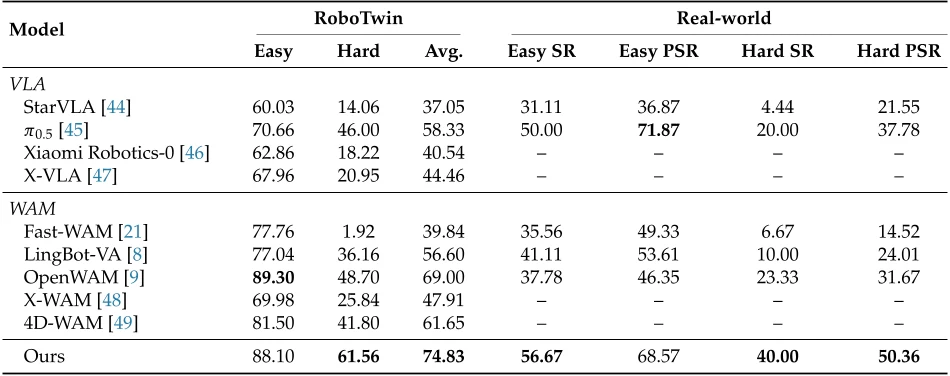 Model RoboTwin Real-world
Easy Hard Avg. Easy SR Easy PSR Hard SR Hard PSR
VLA
StarVLA [44] 60.03 14.06 37.05 31.11 36.87 4.44 21.55
π0.5 [45] 70.66 46.00 58.33 50.00 71.87 20.00 37.78
Xiaomi Robotics-0 [46] 62.86 18.22 40.54 – – – –
X-VLA [47] 67.96 20.95 44.46 – – – –
WAM
Fast-WAM [21] 77.76 1.92 39.84 35.56 49.33 6.67 14.52
LingBot-VA [8] 77.04 36.16 56.60 41.11 53.61 10.00 24.01
OpenWAM [9] 89.30 48.70 69.00 37.78 46.35 23.33 31.67
X-WAM [48] 69.98 25.84 47.91 – – – –
4D-WAM [49] 81.50 41.80 61.65 – – – –
Ours 88.10 61.56 74.83 56.67 68.57 40.00 50.36